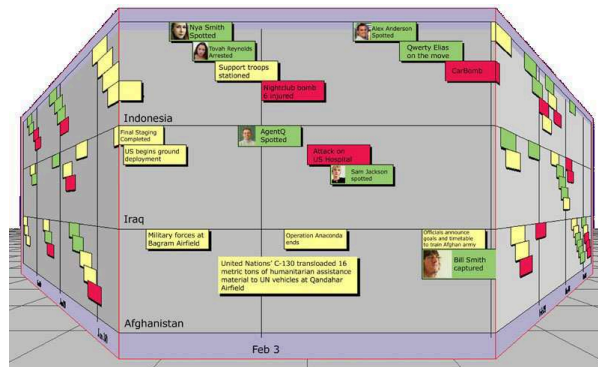 Nya Smith
Spotted
Tovah Reynolds
Arrested
Support troops
stationed
Nightclub bomb
6 injured
Alex Anderson
Spotted
Qwerty Elias
on the move
CarBomb
Indonesia
Final Staging
Completed
US begins ground
deployment
AgentQ
Spotted
Attack on
US Hospital
Sam Jackson
spotted
Iraq
Military forces at
Bagram Airfield
Operation Anaconda
ends
United Nations' C-130 transloaded 16
metric tons of humanitarian assistance
material to UN vehicles at Qandahar
Airfield
Officials announce
goals and timetable
to train Afghan army
Bill Smith
captured
Afghanistan
Feb 3